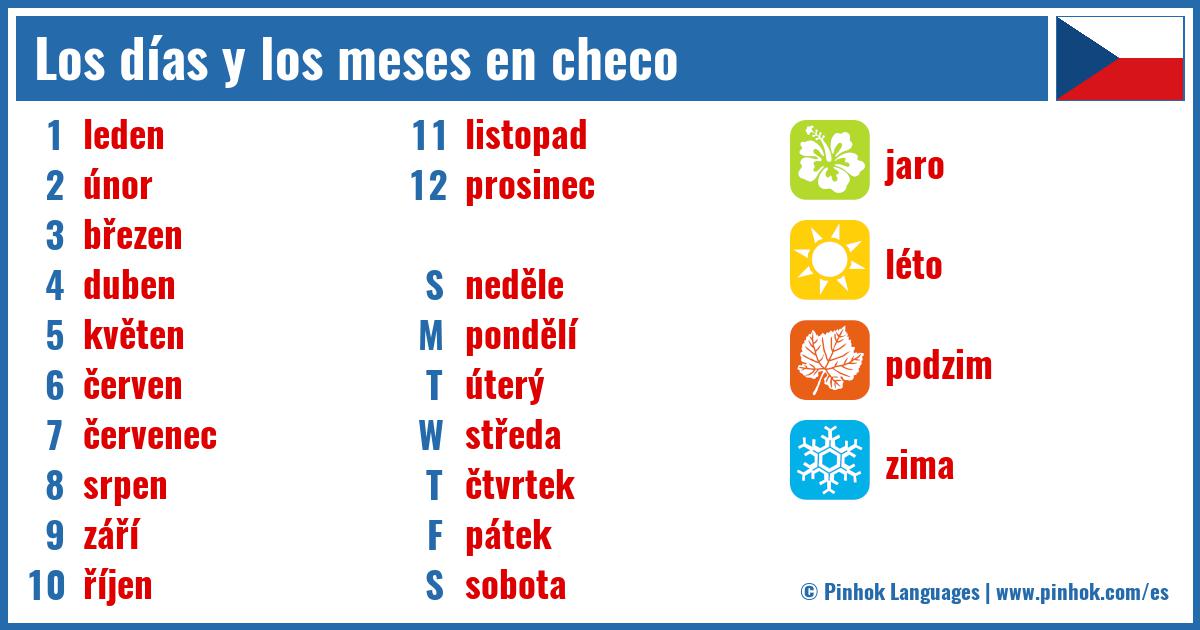 Los días y los meses en checo
1 leden
2 únor
3 březen
4 duben
5 květen
6 červen
7 červenec
8 srpen
9 září
10 říjen
11 listopad
12 prosinec
S neděle
M pondělí
T úterý
W středa
T čtvrtek
F pátek
S sobota
jaro
léto
podzim
zima
© Pinhok Languages | www.pinhok.com/es